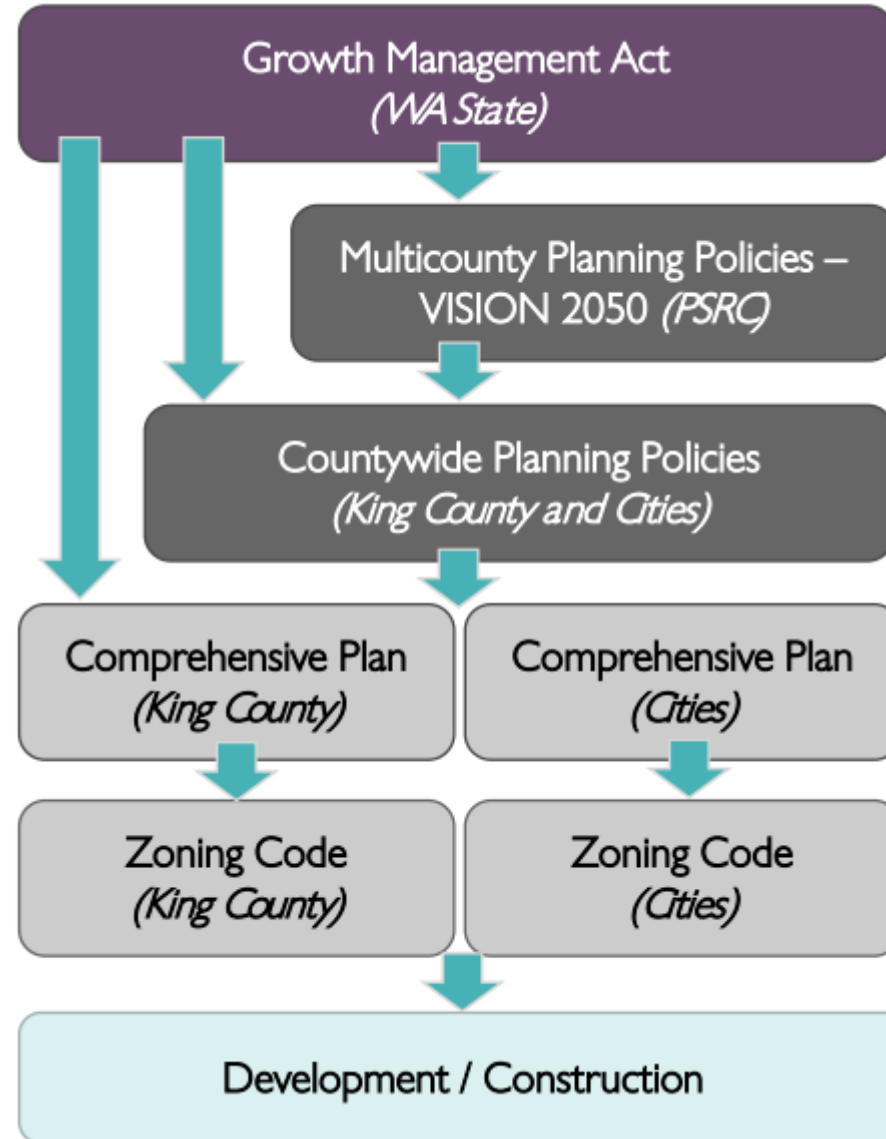 Growth Management Act
(WA State)
Multicounty Planning Policies –
VISION 2050 (PSRC)
Countywide Planning Policies
(King County and Cities)
Comprehensive Plan
(King County)
Comprehensive Plan
(Cities)
Zoning Code
(King County)
Zoning Code
(Cities)
Development / Construction